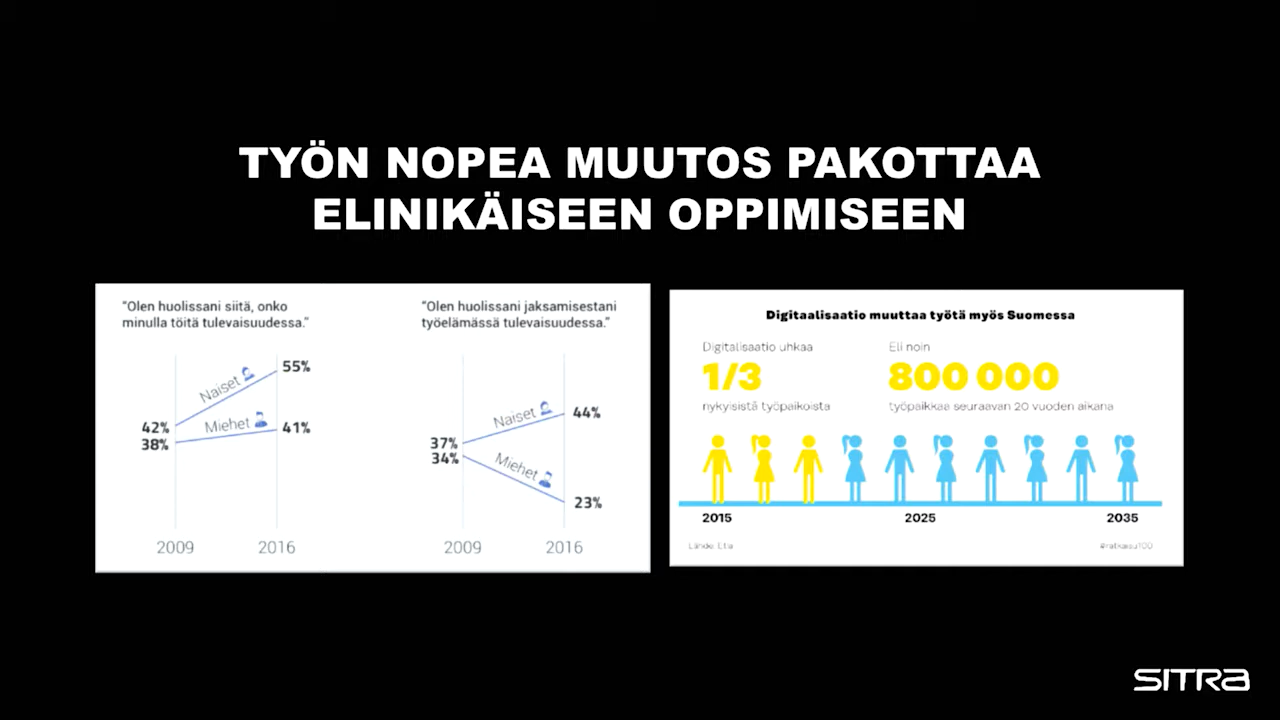 TYÖN NOPEA MUUTOS PAKOTTAA
ELINIKÄISEEN OPPIMISEEN
"Olen huolissani siitä, onko
minulla töitä tulevaisuudessa."
55%
Naiset
42%
Miehet
41%
38%
2009
2016
"Olen huolissani jaksamisestani
työelämässä tulevaisuudessa."
44%
Naiset
37%
34%
Miehet
23%
2009
2016
Digitaalisaatio muuttaa työtä myös Suomessa
Digitalisaatio uhkaa
1/3
nykyisistä työpaikoista
Eli noin
800 000
työpaikkaa seuraavan 20 vuoden aikana
2015
2025
2035
Lähde: Etla
#ratkaisu100
SITRA